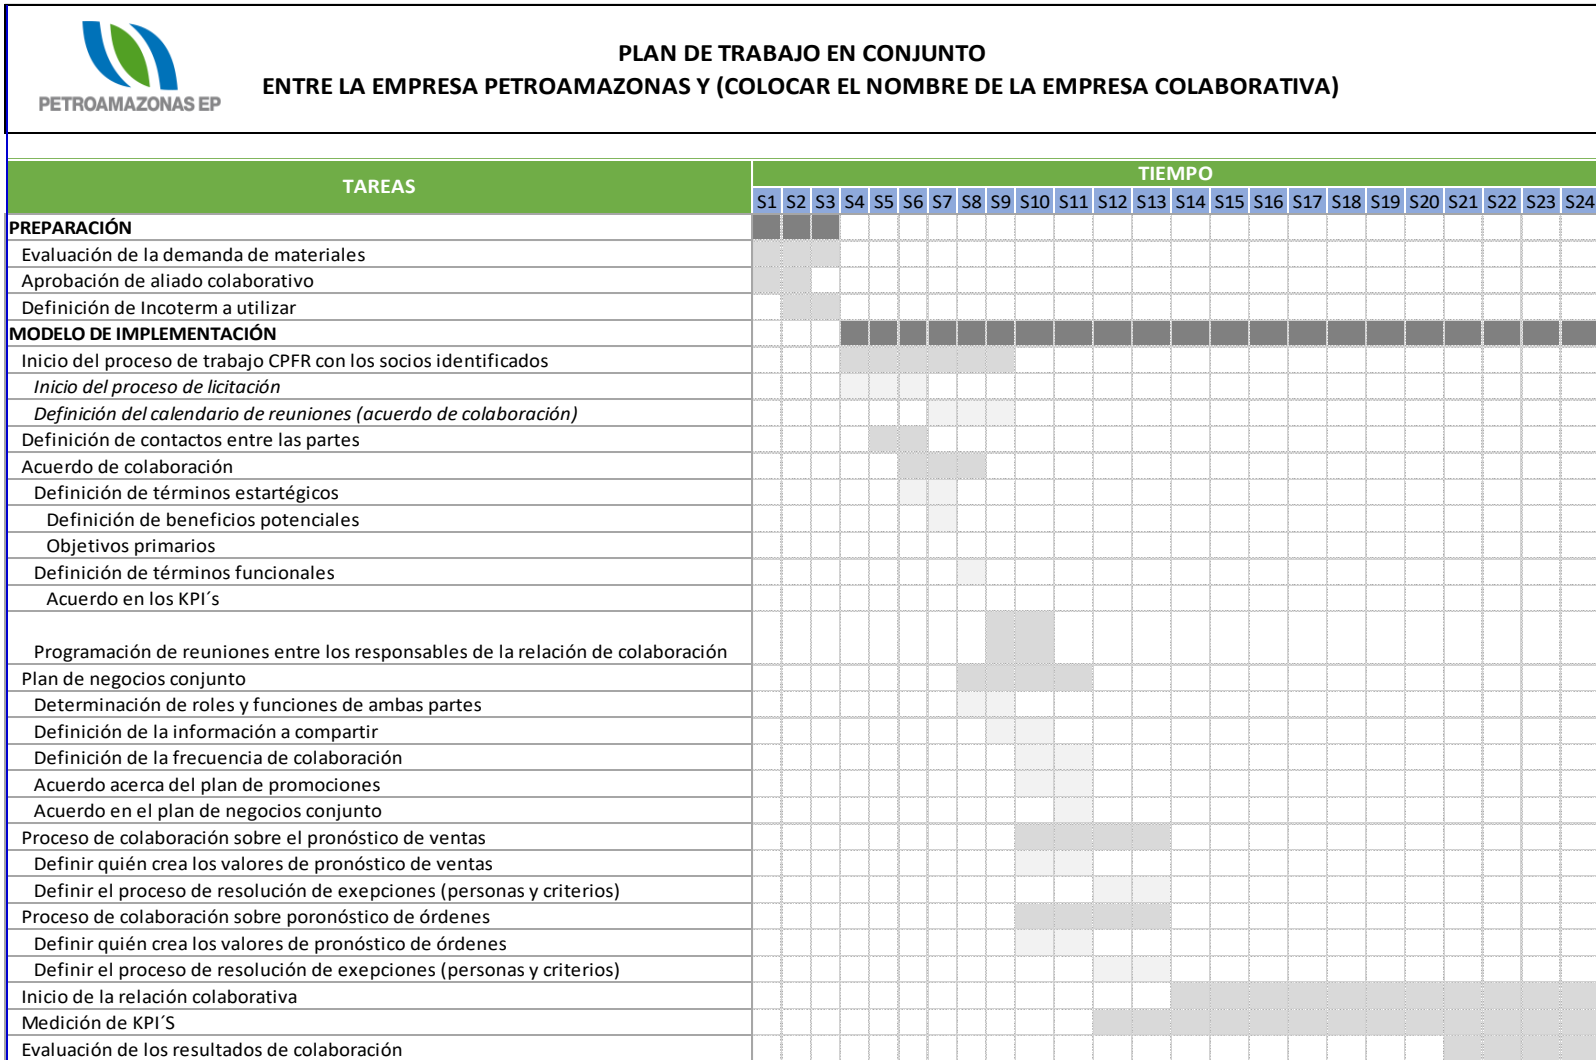 PETROAMAZONAS EP
PLAN DE TRABAJO EN CONJUNTO
ENTRE LA EMPRESA PETROAMAZONAS Y (COLOCAR EL NOMBRE DE LA EMPRESA COLABORATIVA)
TAREAS
TIEMPO
S1 S2 S3 S4 S5 S6 S7 S8 S9 S10 S11 S12 S13 S14 S15 S16 S17 S18 S19 S20 S21 S22 S23 S24
PREPARACIÓN
Evaluación de la demanda de materiales
Aprobación de aliado colaborativo
Definición de Incoterm a utilizar
MODELO DE IMPLEMENTACIÓN
Inicio del proceso de trabajo CPFR con los socios identificados
Inicio del proceso de licitación
Definición del calendario de reuniones (acuerdo de colaboración)
Definición de contactos entre las partes
Acuerdo de colaboración
Definición de términos estartégicos
Definición de beneficios potenciales
Objetivos primarios
Definición de términos funcionales
Acuerdo en los KPI´s
Programación de reuniones entre los responsables de la relación de colaboración
Plan de negocios conjunto
Determinación de roles y funciones de ambas partes
Definición de la información a compartir
Definición de la frecuencia de colaboración
Acuerdo acerca del plan de promociones
Acuerdo en el plan de negocios conjunto
Proceso de colaboración sobre el pronóstico de ventas
Definir quién crea los valores de pronóstico de ventas
Definir el proceso de resolución de exepciones (personas y criterios)
Proceso de colaboración sobre poronóstico de órdenes
Definir quién crea los valores de pronóstico de órdenes
Definir el proceso de resolución de exepciones (personas y criterios)
Inicio de la relación colaborativa
Medición de KPI´S
Evaluación de los resultados de colaboración